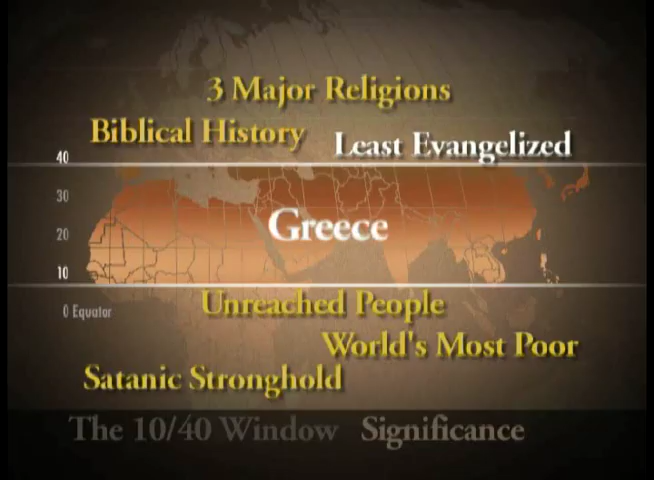 3 Major Religions
Biblical History
Least Evangelized
40
30
Greece
20
10
Unreached People
0 Equator
World's Most Poor
Satanic Stronghold
The 10/40 Window Significance